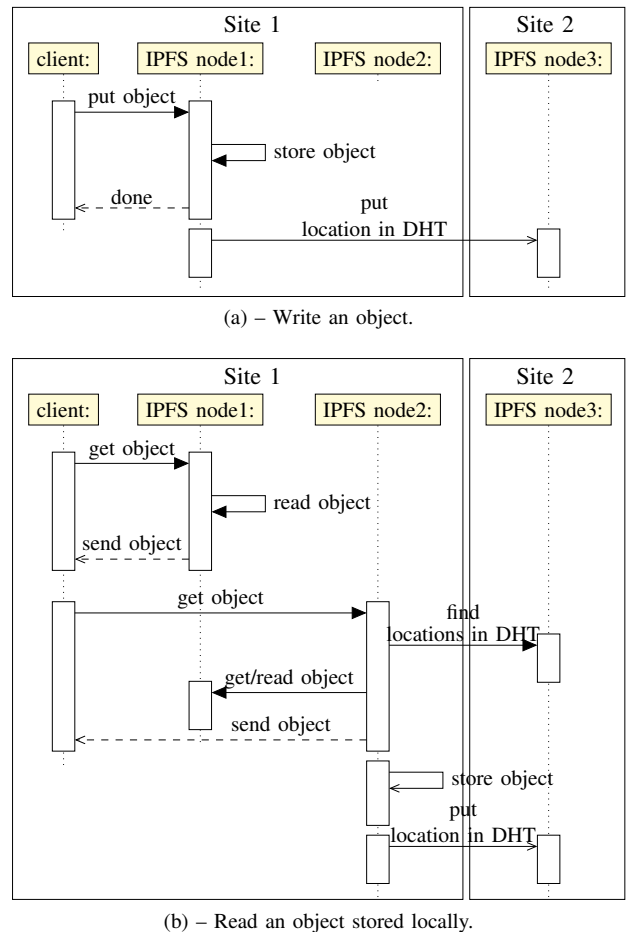 Site 1
Site 2
client:
IPFS node1:
IPFS node2:
IPFS node3:
put object
store object
done
put
location in DHT
(a) – Write an object.
Site 1
Site 2
client:
IPFS node1:
IPFS node2:
IPFS node3:
get object
read object
send object
get object
find
locations in DHT
get/read object
send object
store object
put
location in DHT
(b) – Read an object stored locally.